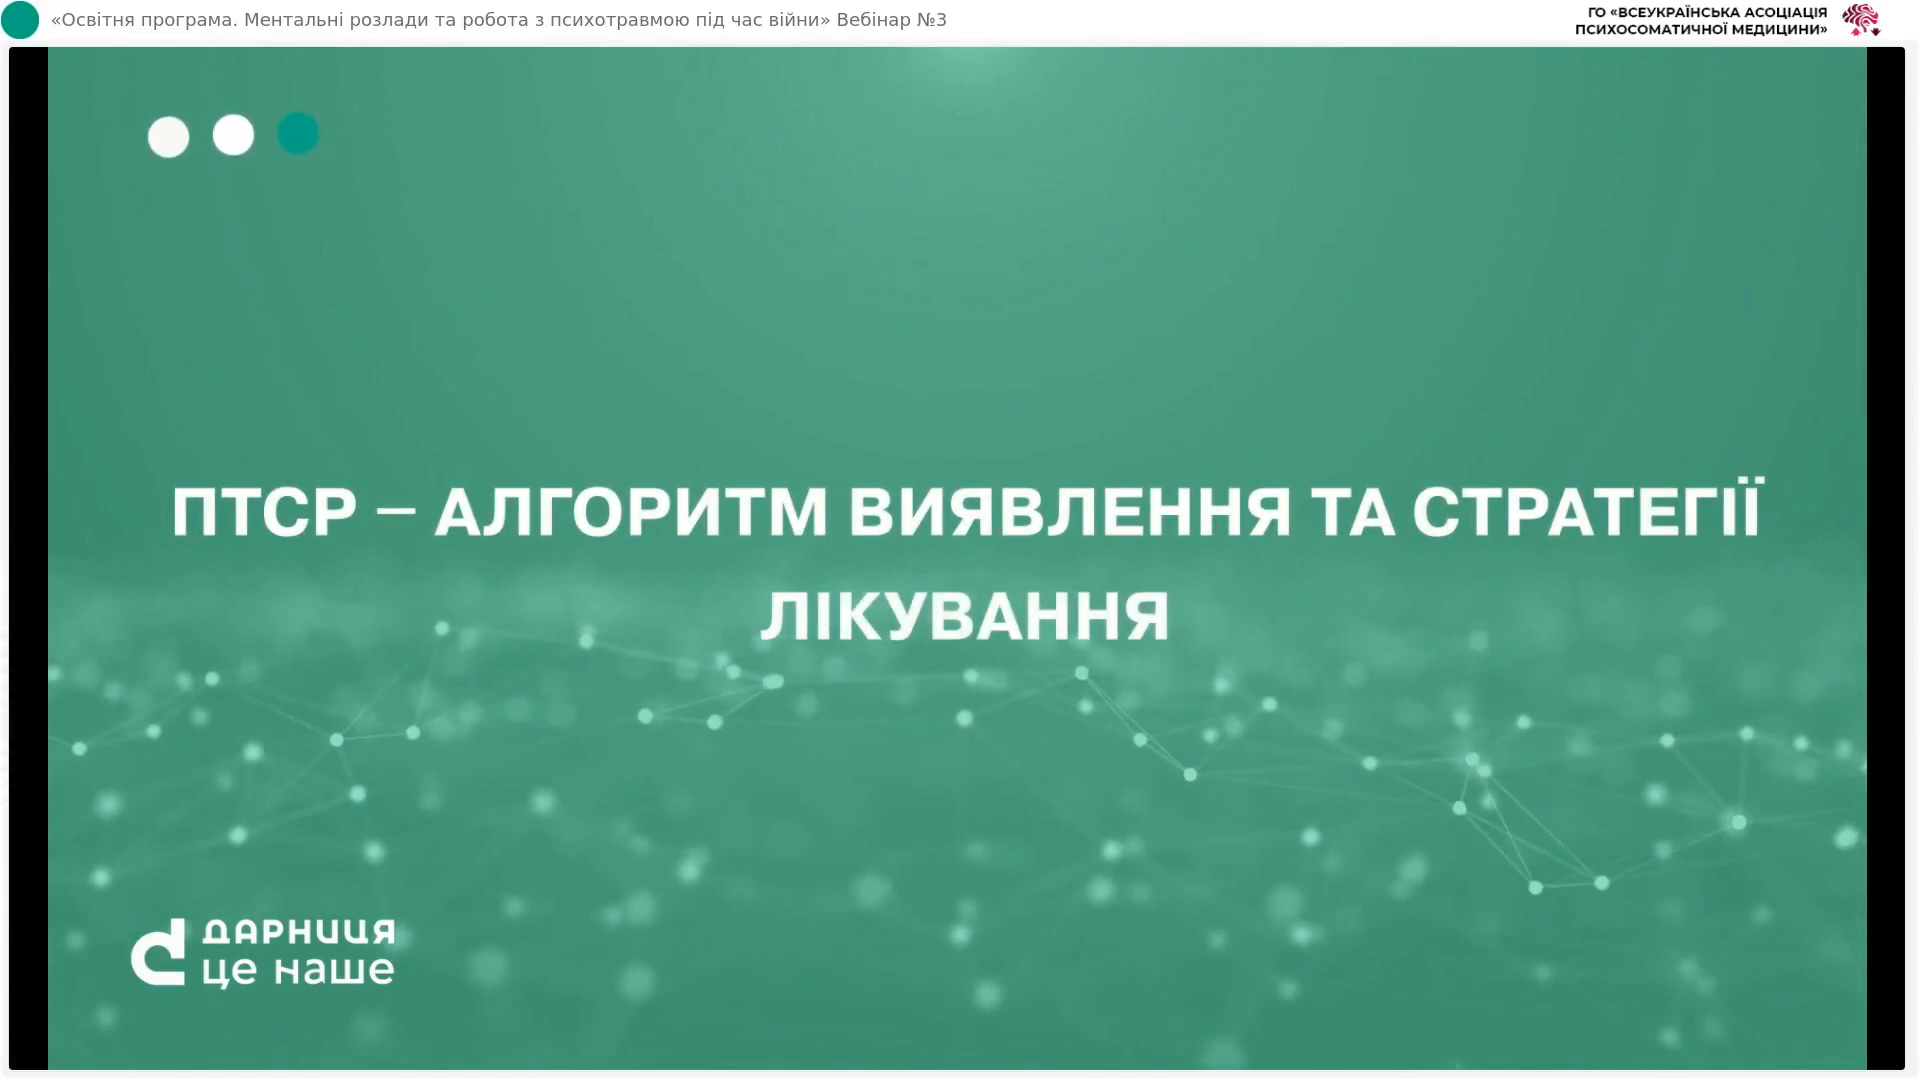 «Освітня програма. Ментальні розлади та робота з психотравмою під час війни» Вебінар №3
ГО «ВСЕУКРАЇНСЬКА АСОЦІАЦІЯ
ПСИХОСОМАТИЧНОЇ МЕДИЦИНИ»
ПТСР – АЛГОРИТМ ВИЯВЛЕННЯ ТА СТРАТЕГІЇ
ЛІКУВАННЯ
ДАРНИЦЯ
це наше